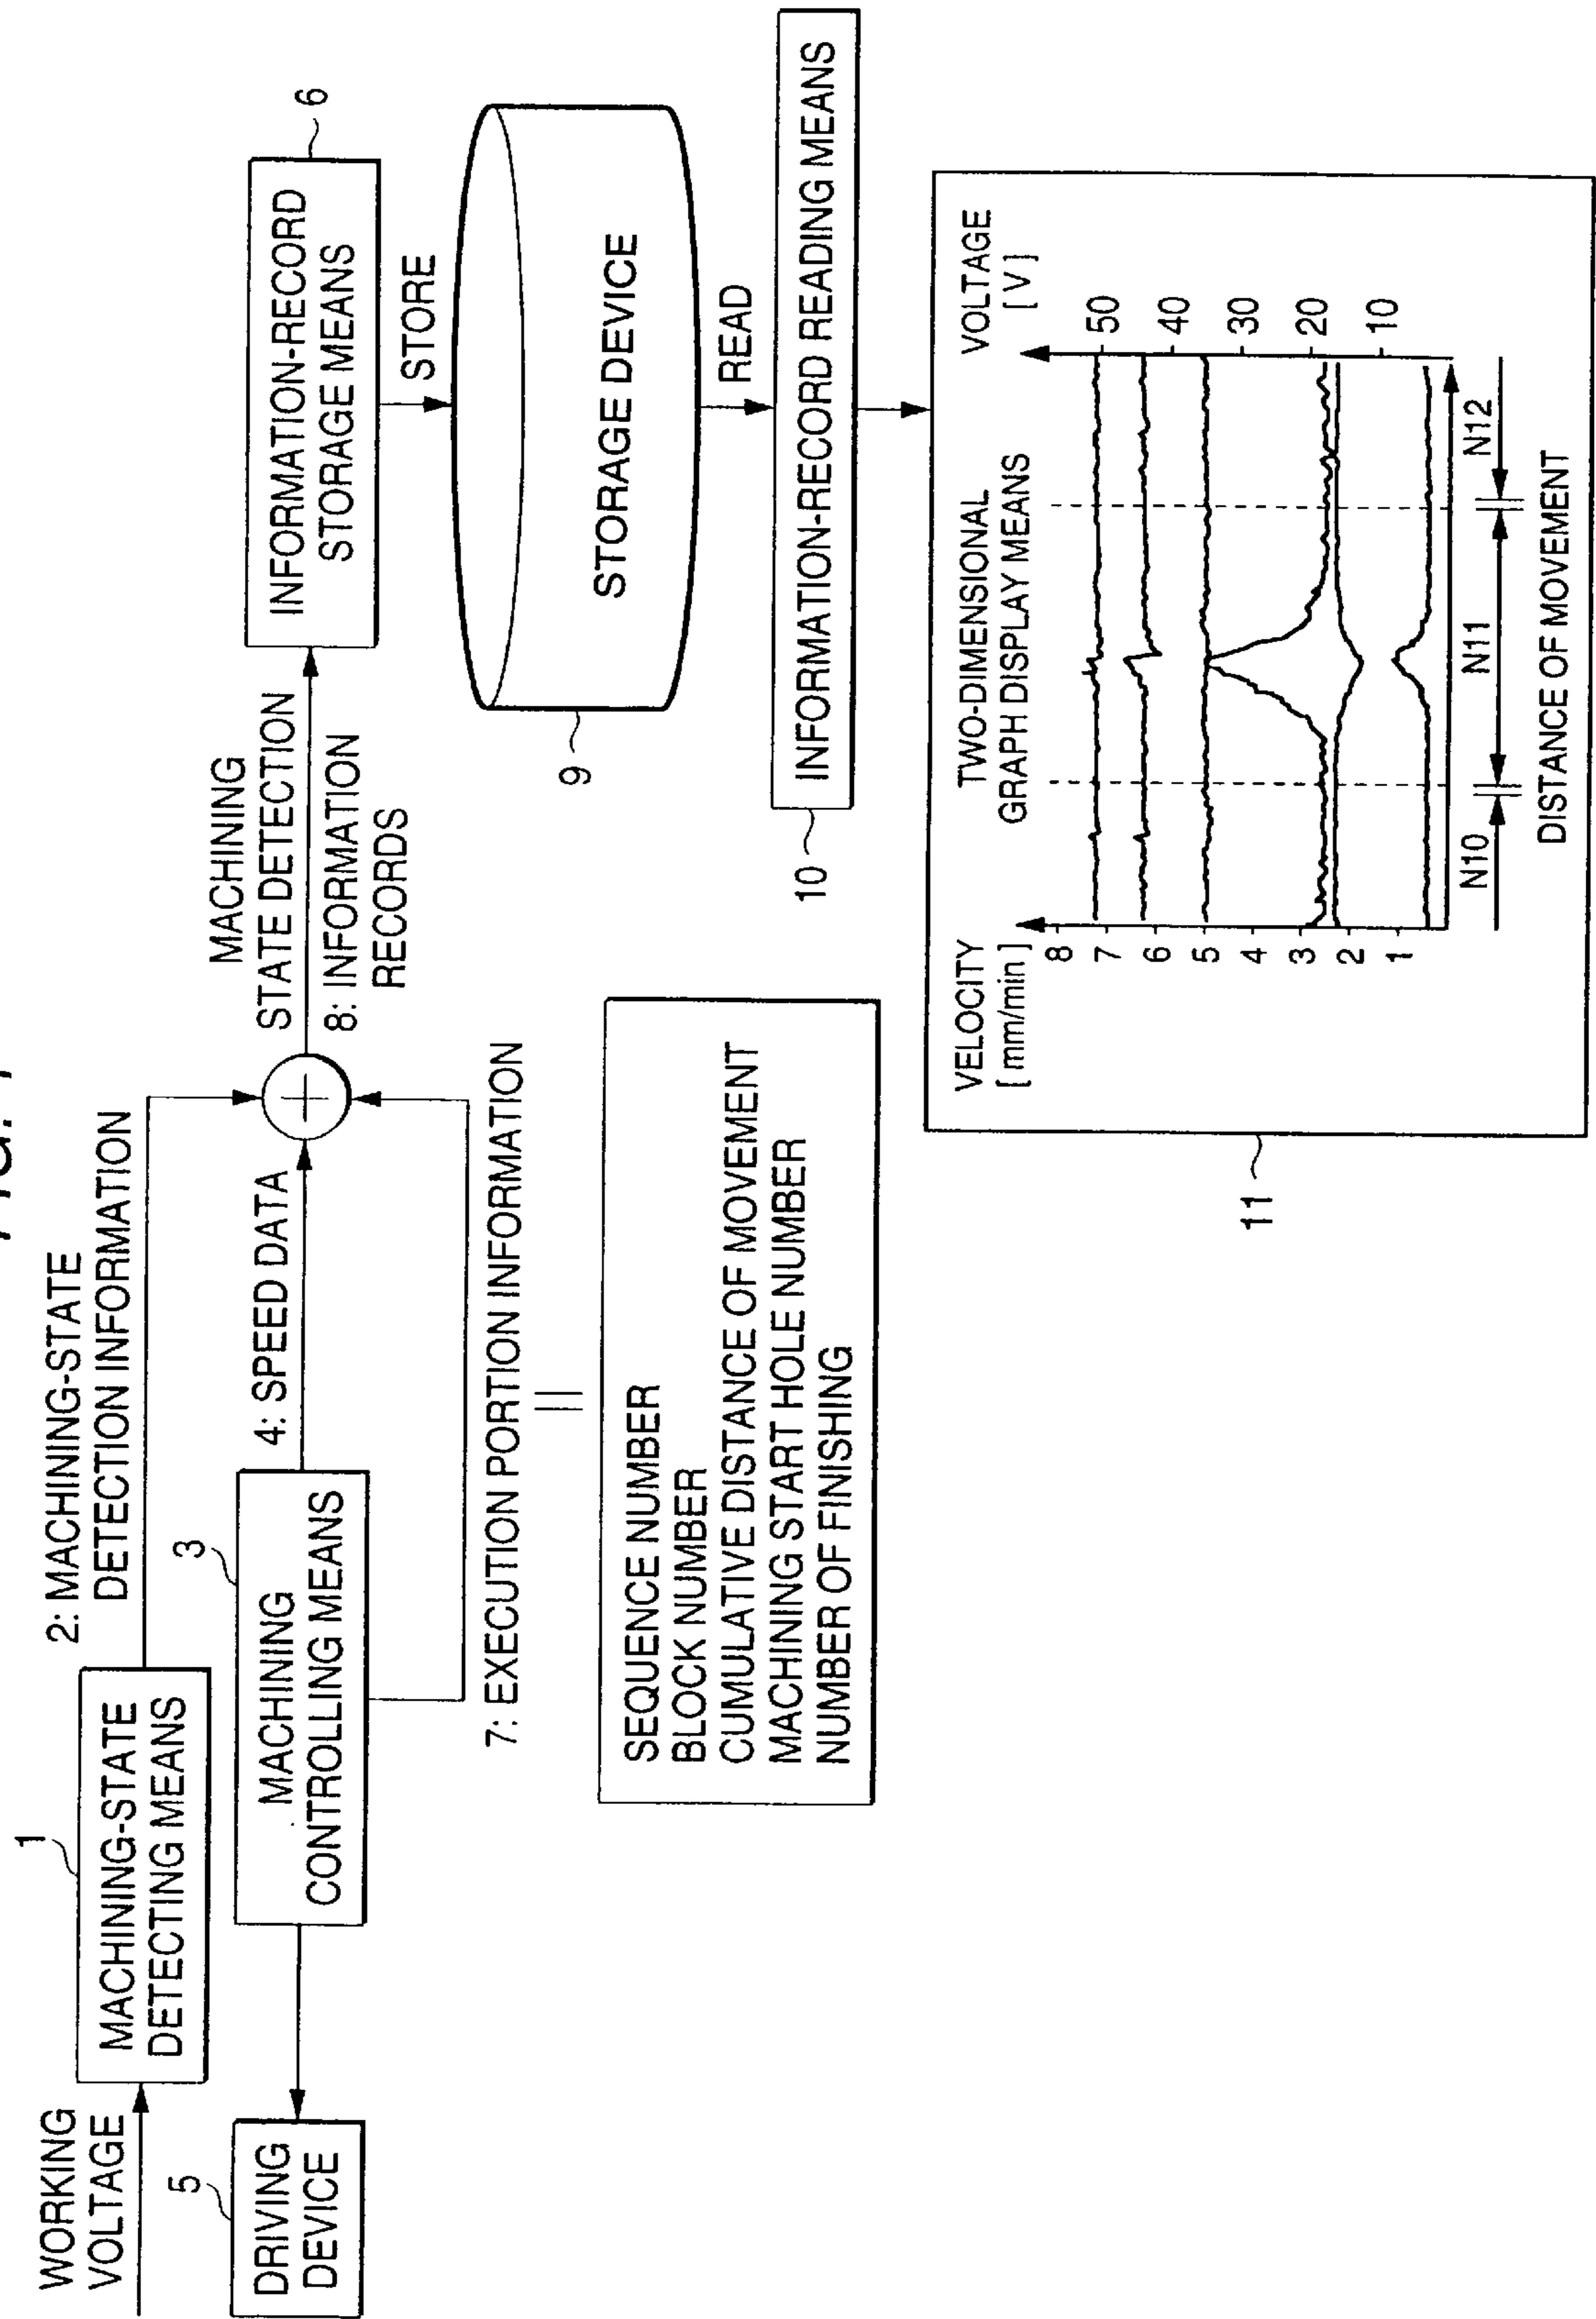 FIG. 1
WORKING
VOLTAGE
1
MACHINING-STATE
DETECTING MEANS
2: MACHINING-STATE
DETECTION INFORMATION
5
DRIVING
DEVICE
3
MACHINING
CONTROLLING MEANS
4: SPEED DATA
7: EXECUTION PORTION INFORMATION
SEQUENCE NUMBER
BLOCK NUMBER
CUMULATIVE DISTANCE OF MOVEMENT
MACHINING START HOLE NUMBER
NUMBER OF FINISHING
MACHINING
STATE DETECTION
8: INFORMATION
RECORDS
6
INFORMATION-RECORD
STORAGE MEANS
STORE
9
STORAGE DEVICE
READ
10
INFORMATION-RECORD READING MEANS
11
VELOCITY
[mm/min]
TWO-DIMENSIONAL
GRAPH DISPLAY MEANS
VOLTAGE
[V]
8
7
6
5
4
3
2
1
50
40
30
20
10
N10
N11
N12
DISTANCE OF MOVEMENT